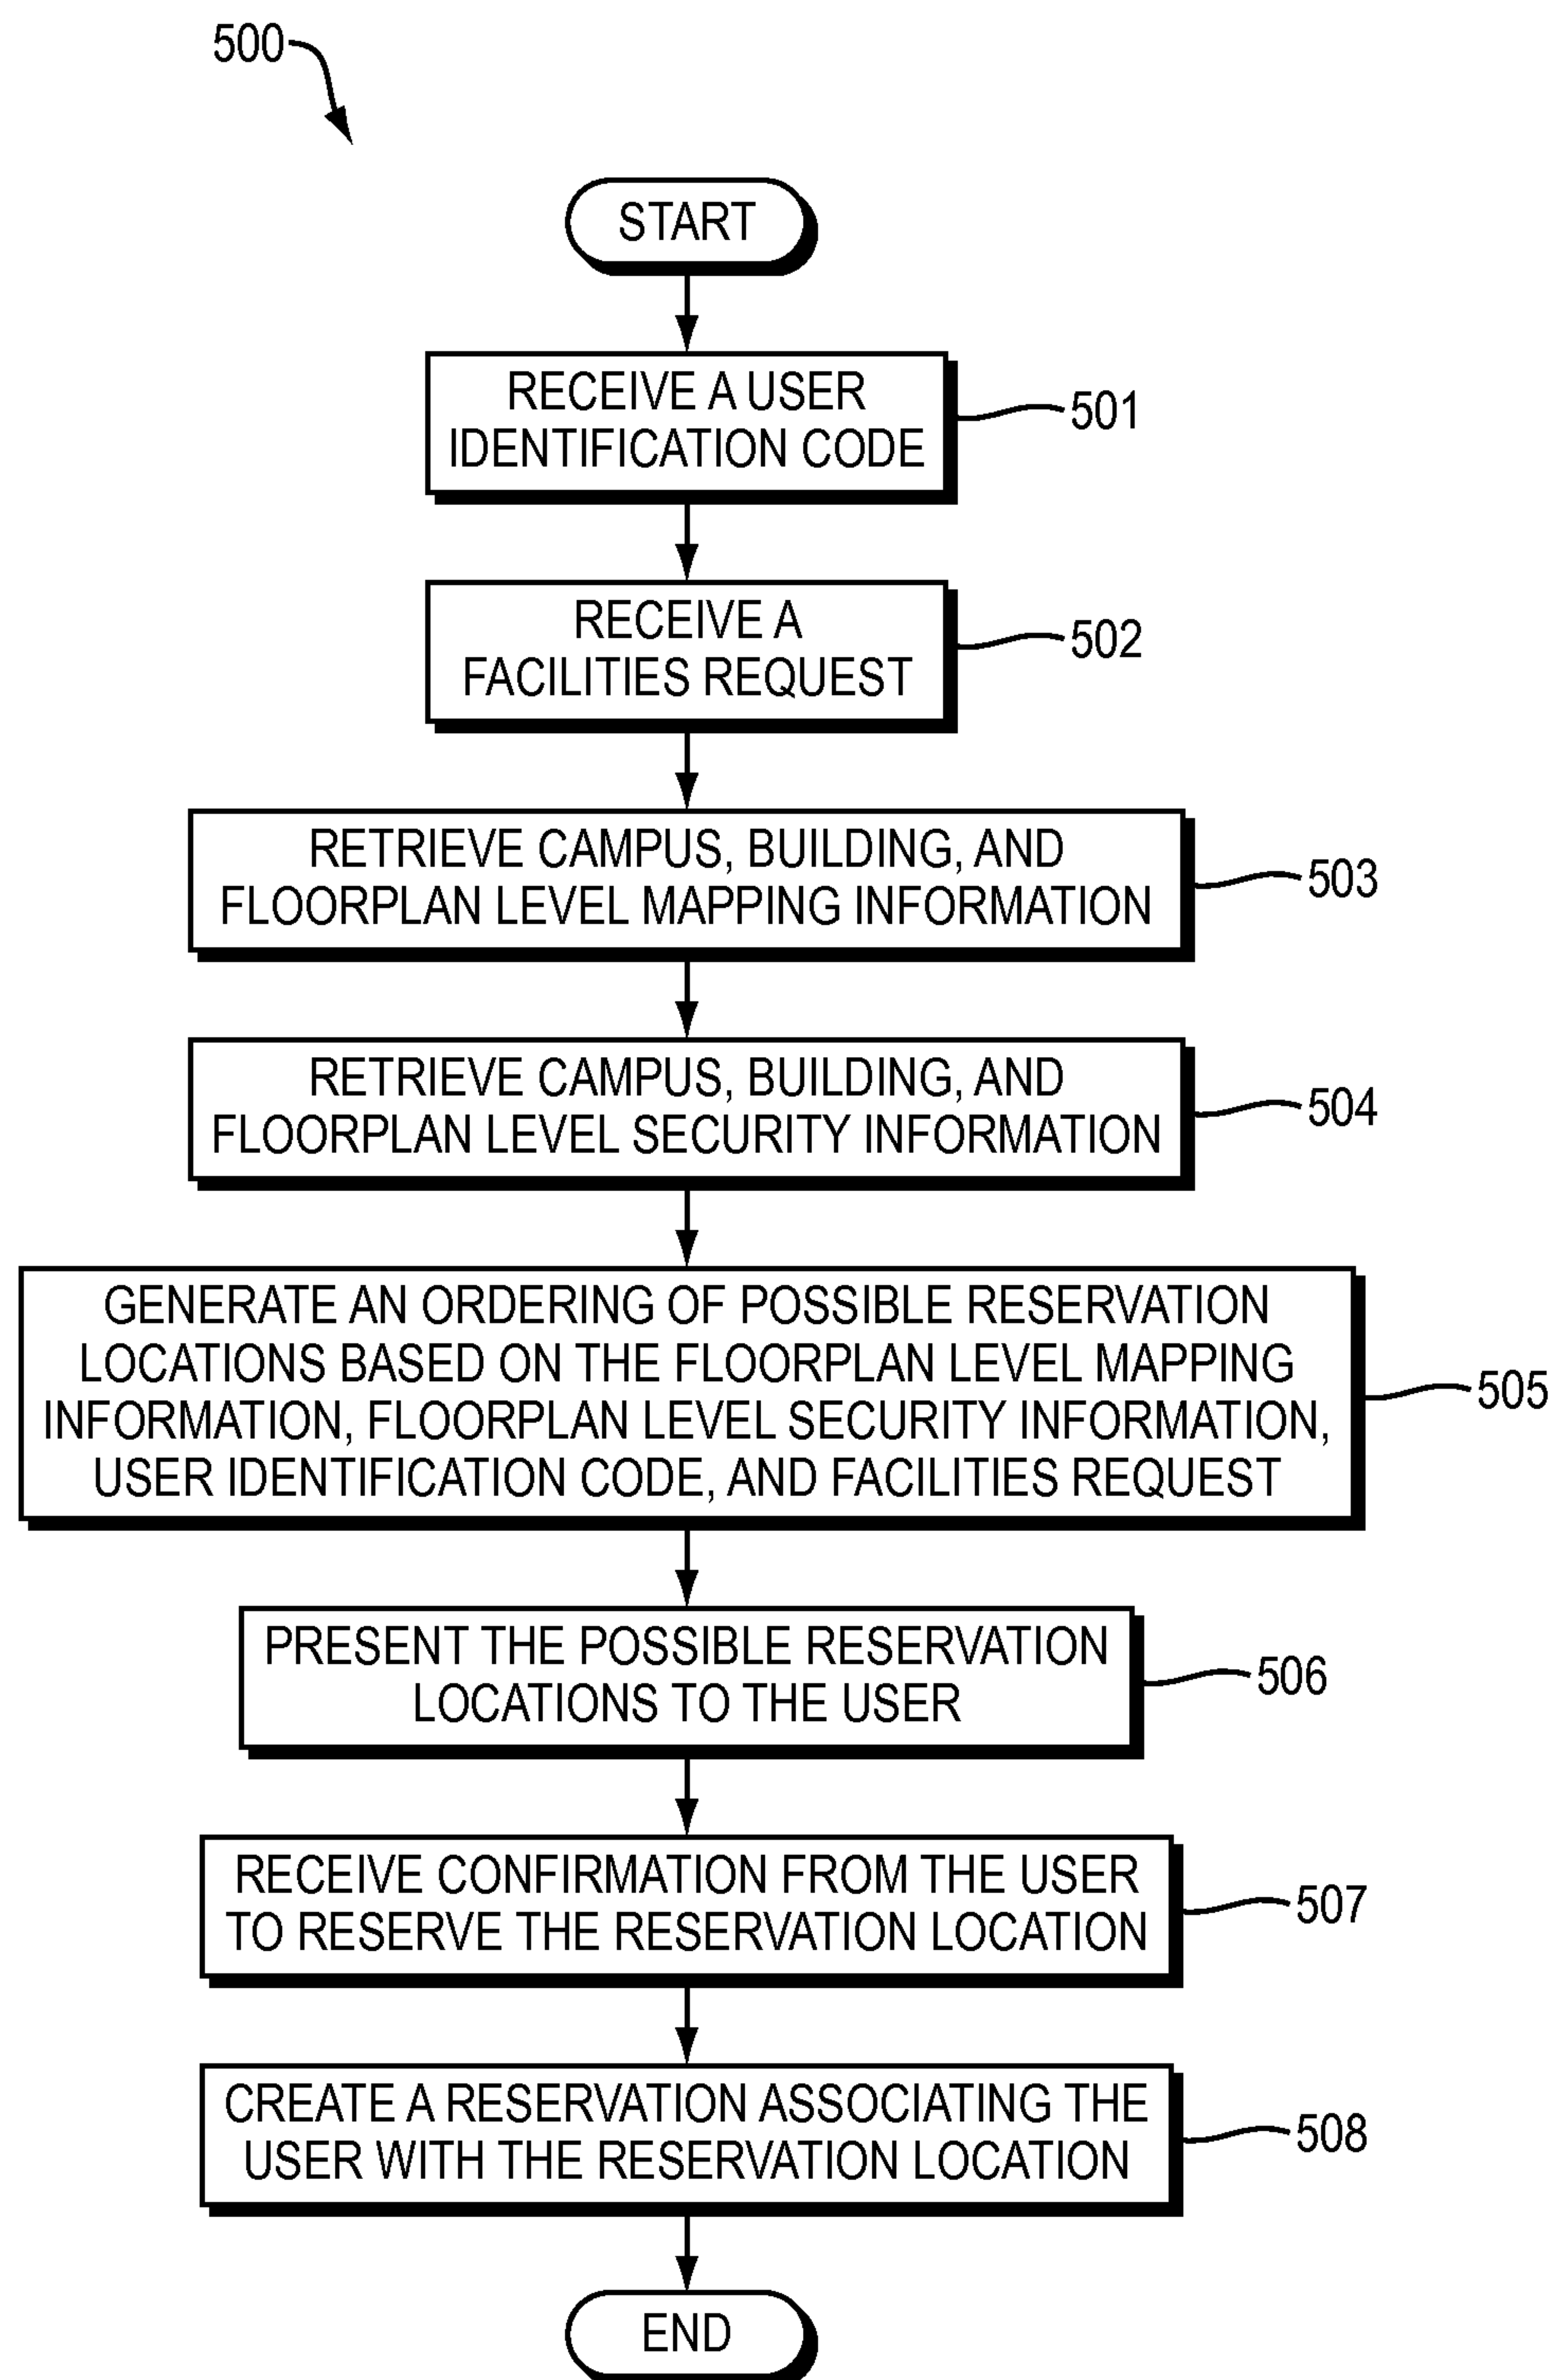 500
START
RECEIVE A USER
IDENTIFICATION CODE
501
RECEIVE A
FACILITIES REQUEST
502
RETRIEVE CAMPUS, BUILDING, AND
FLOORPLAN LEVEL MAPPING INFORMATION
503
RETRIEVE CAMPUS, BUILDING, AND
FLOORPLAN LEVEL SECURITY INFORMATION
504
GENERATE AN ORDERING OF POSSIBLE RESERVATION
LOCATIONS BASED ON THE FLOORPLAN LEVEL MAPPING
INFORMATION, FLOORPLAN LEVEL SECURITY INFORMATION,
USER IDENTIFICATION CODE, AND FACILITIES REQUEST
505
PRESENT THE POSSIBLE RESERVATION
LOCATIONS TO THE USER
506
RECEIVE CONFIRMATION FROM THE USER
TO RESERVE THE RESERVATION LOCATION
507
CREATE A RESERVATION ASSOCIATING THE
USER WITH THE RESERVATION LOCATION
508
END